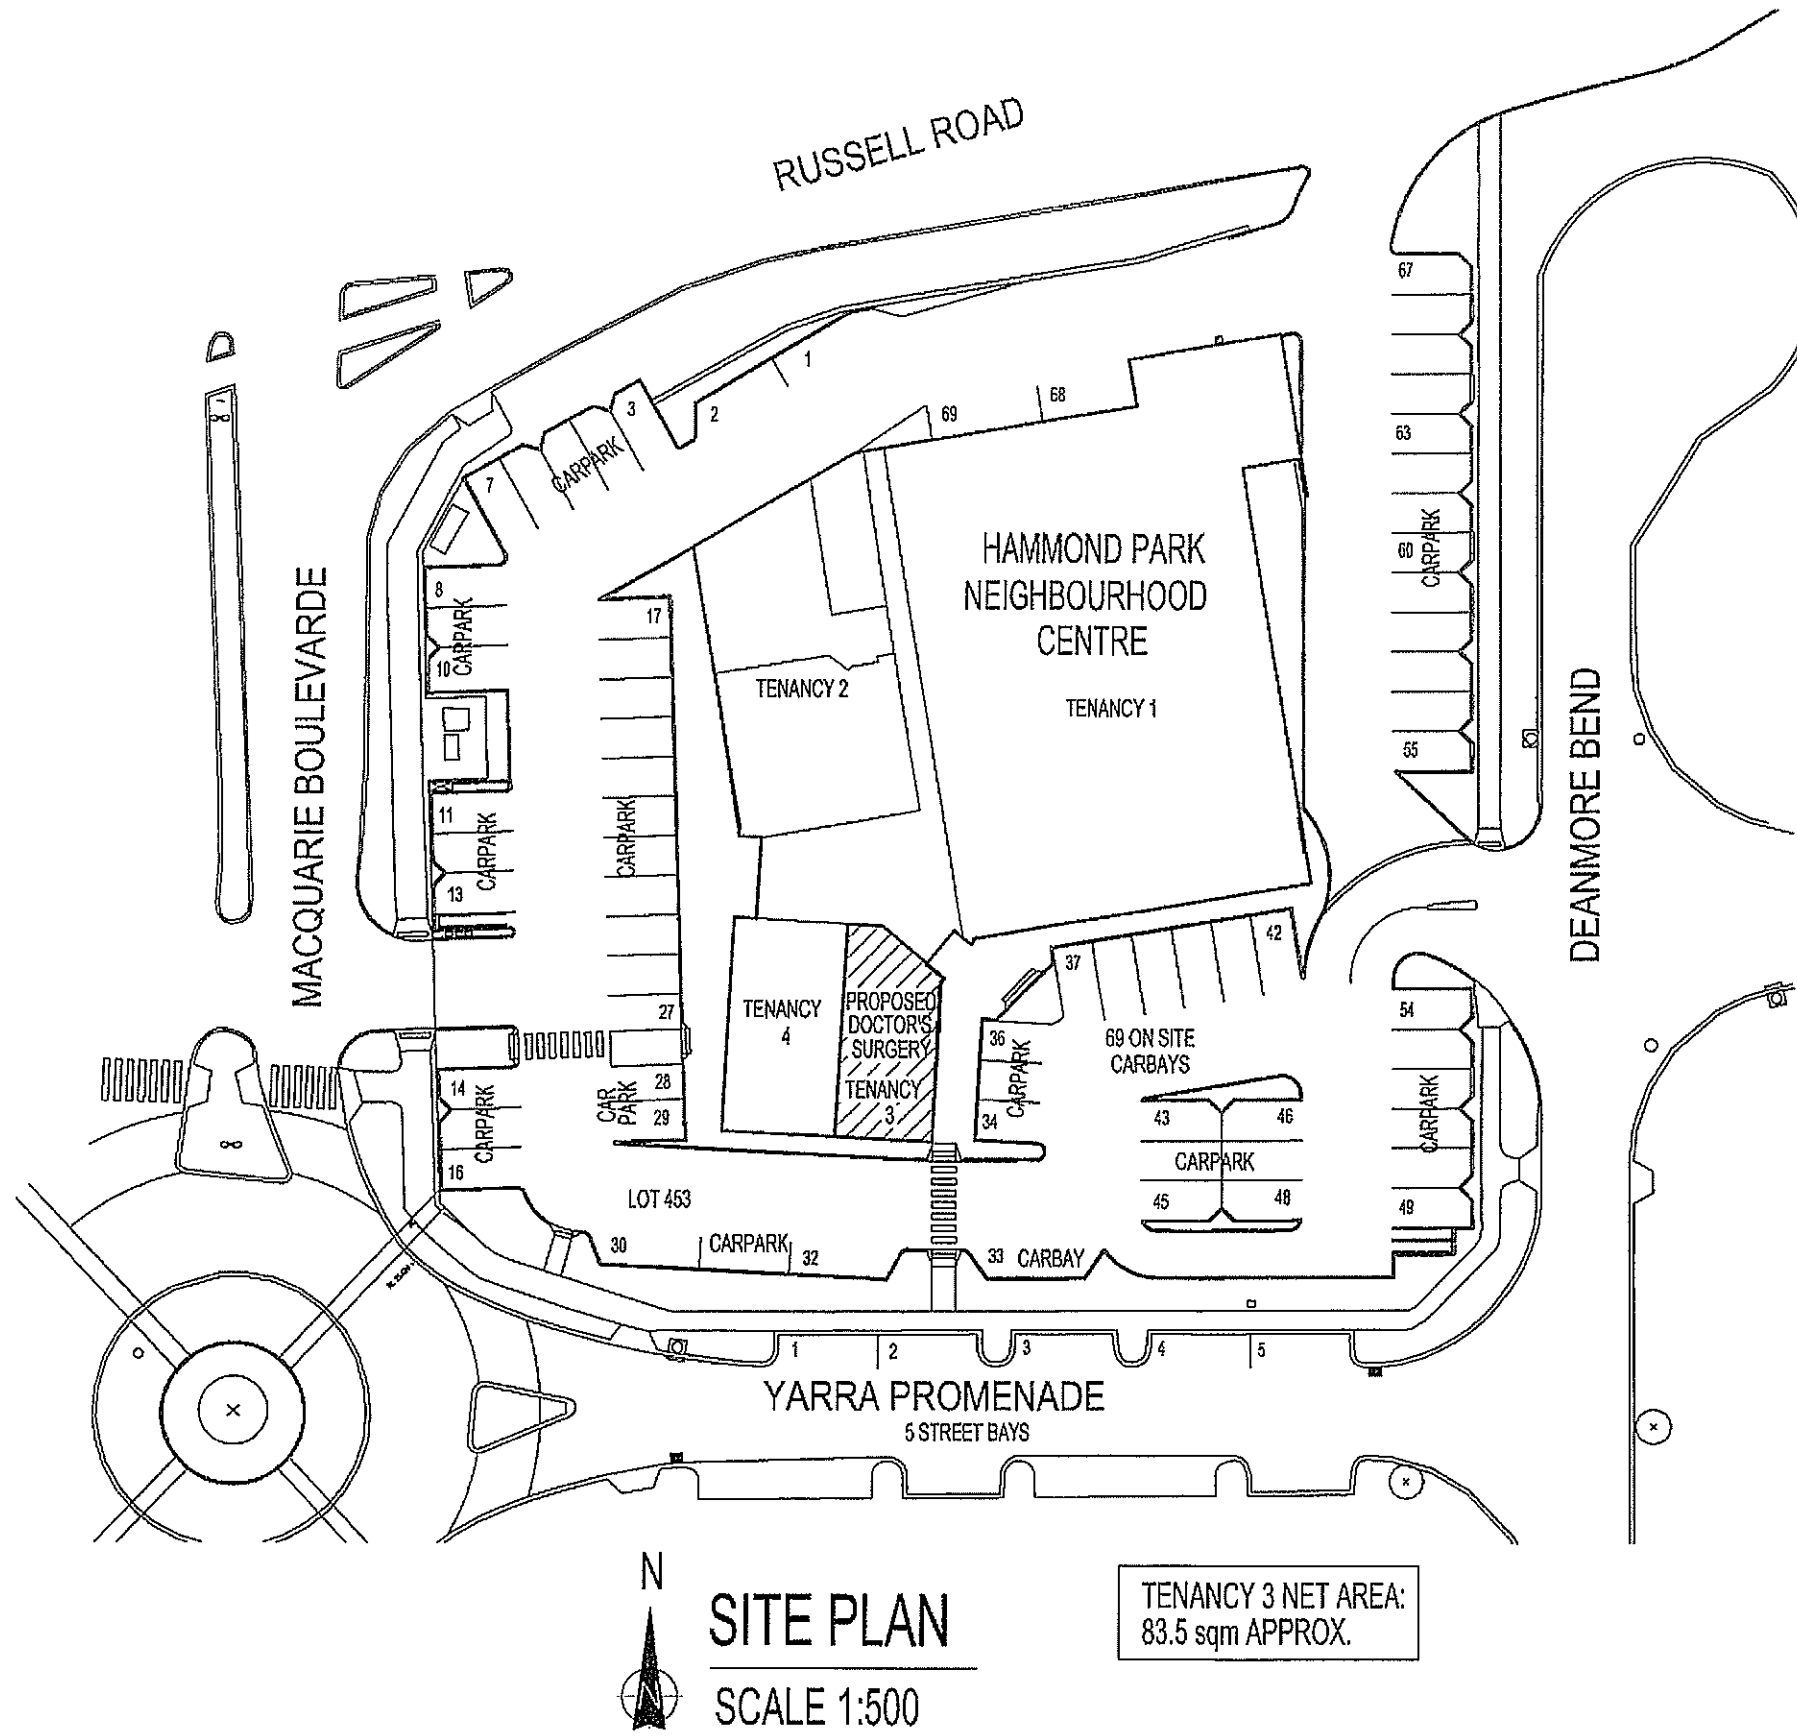 RUSSELL ROAD
67
1
68
3
2
69
63
7
CARPARK
HAMMOND PARK
NEIGHBOURHOOD
CENTRE
60
CARPARK
8
CARPARK
10
17
MACQUARIE BOULEVARDE
TENANCY 2
TENANCY 1
55
DEANMORE BEND
11
CARPARK
13
CARPARK
42
37
TENANCY
4
PROPOSED
DOCTOR'S
SURGERY
TENANCY
3
27
36
CARPARK
34
69 ON SITE
CARBAYS
54
CARPARK
49
14
CARPARK
16
28
CAR
PARK
29
43
46
CARPARK
45
48
LOT 453
30
CARPARK
32
33
CARBAY
1
2
3
4
5
YARRA PROMENADE
5 STREET BAYS
N
SITE PLAN
SCALE 1:500
TENANCY 3 NET AREA:
83.5 sqm APPROX.